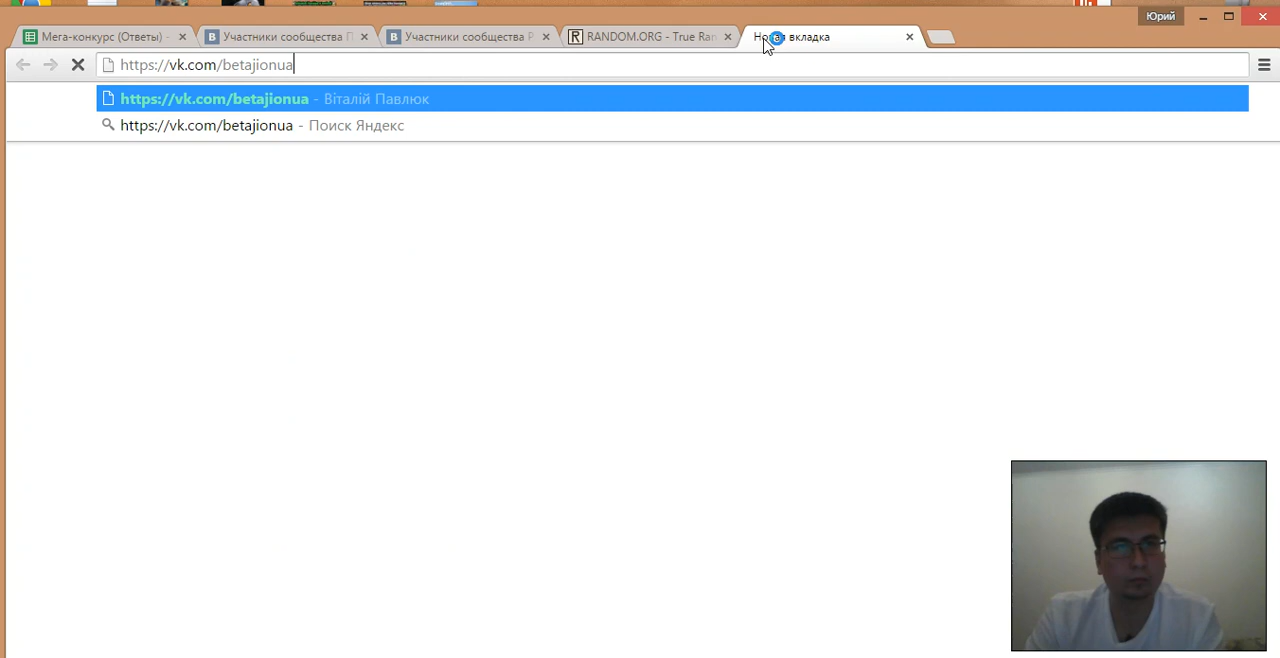 Юрий
Мега-конкурс (Ответы) -
Участники сообщества П
Участники сообщества P
RANDOM.ORG - True Ran
Новая вкладка
https://vk.com/betajionua
https://vk.com/betajionua - Віталій Павлюк
https://vk.com/betajionua - Поиск Яндекс